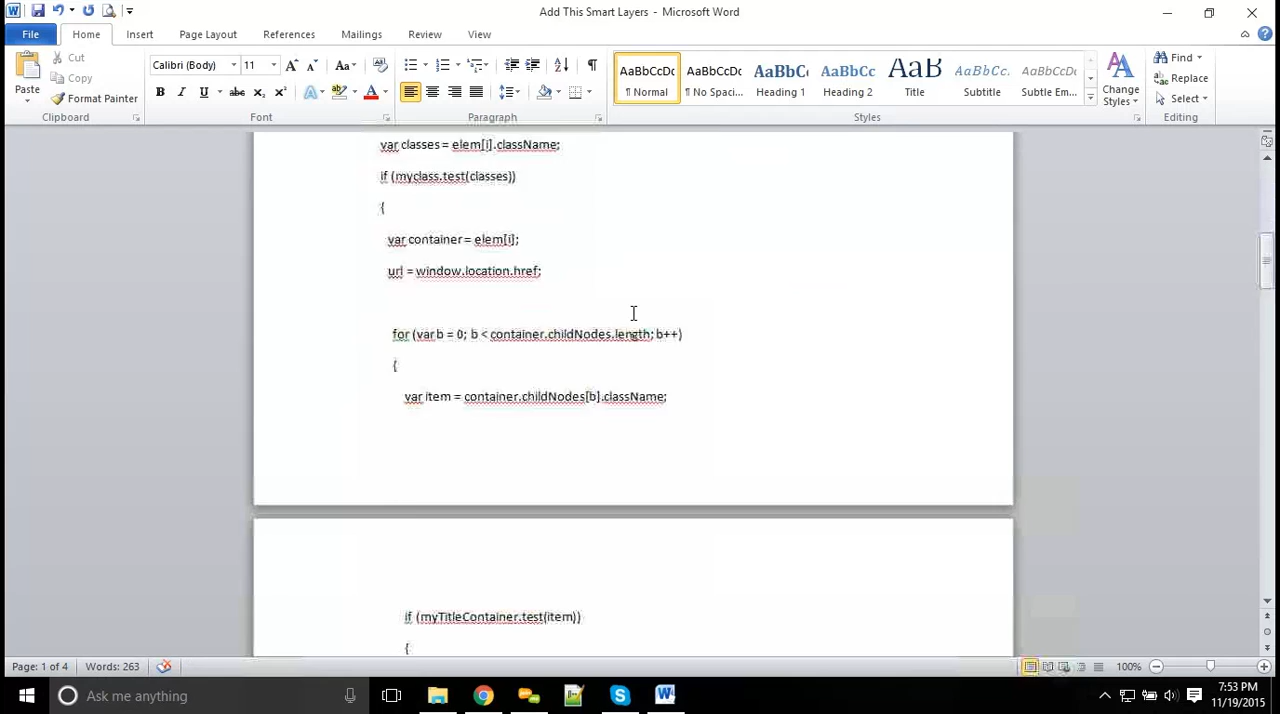 Add This Smart Layers - Microsoft Word
File Home Insert Page Layout References Mailings Review View
Paste
Cut
Copy
Format Painter
Clipboard
Calibri (Body) 11
Font
Paragraph
AaBbCcDc
¶ Normal
AaBbCcDc
¶ No Spaci...
AaBbCc
Heading 1
AaBbCc
Heading 2
AaB
Title
AaBbCc.
Subtitle
AaBbCcDc
Subtle Em...
Change Styles
Styles
Find
Replace
Select
Editing
var classes = elem[i].className;
if (myclass.test(classes))
{
var container = elem[i];
url = window.location.href;
for (var b = 0; b < container.childNodes.length; b++)
{
var item = container.childNodes[b].className;
if (myTitleContainer.test(item))
{
Page: 1 of 4 Words: 263 100%
Ask me anything
7:53 PM
11/19/2015